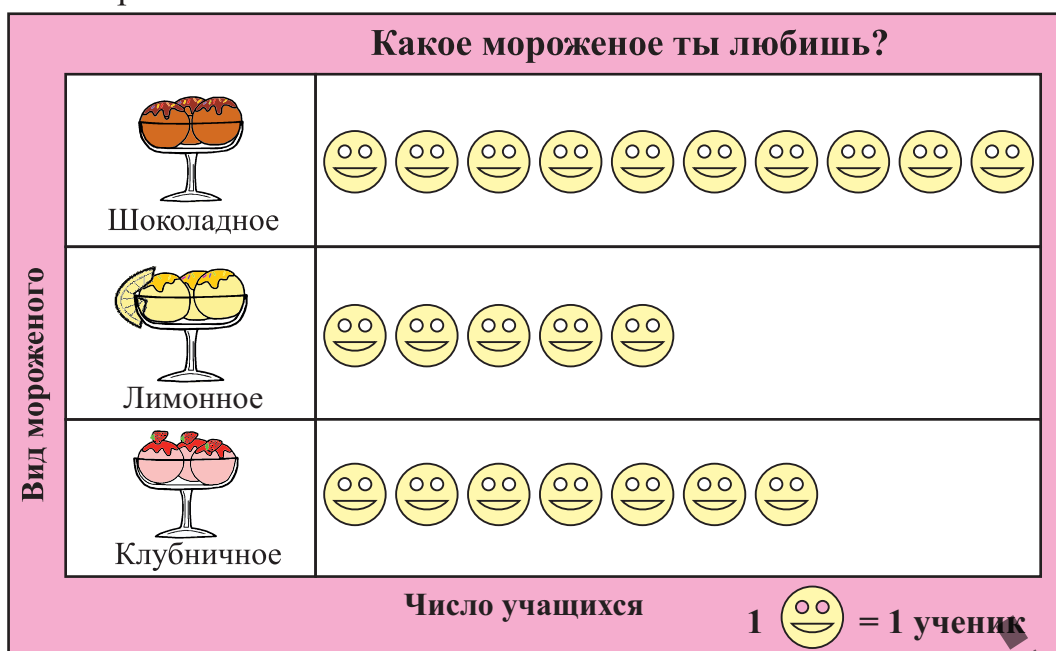 Какое мороженое ты любишь?
Вид мороженого
Шоколадное
Лимонное
Клубничное
Число учащихся
1 = 1 ученик